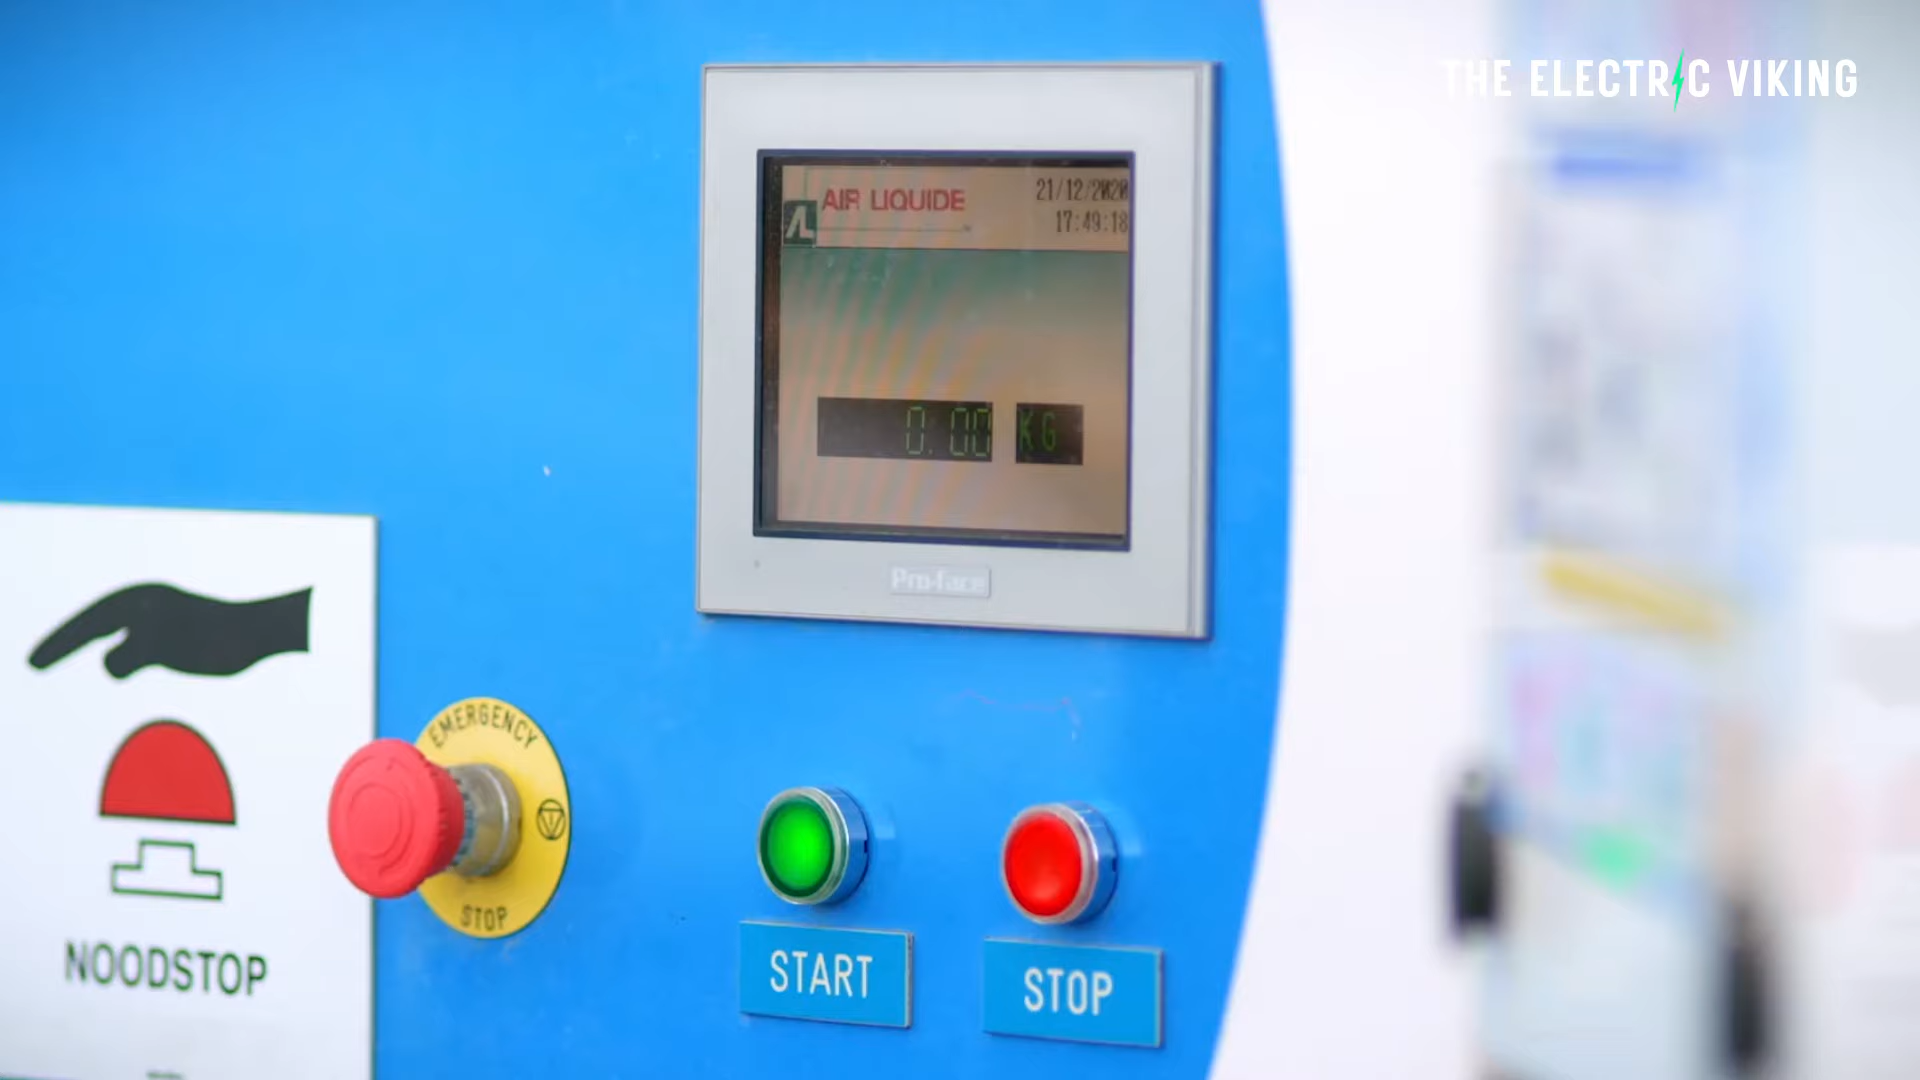 THE ELECTRIC VIKING
AIR LIQUIDE
21/12/2020
17:49:18
0.00 KG
Pro-face
EMERGENCY
STOP
NOODSTOP
START
STOP